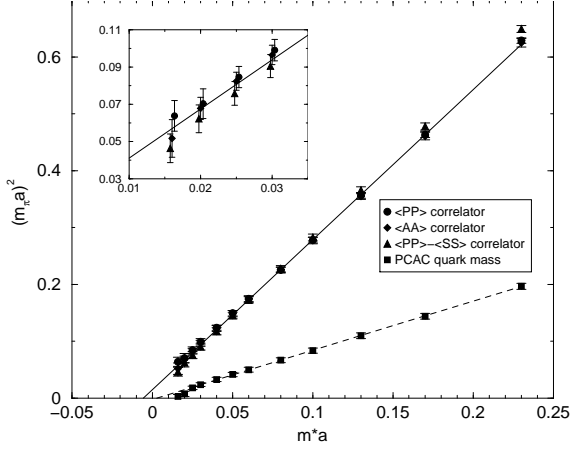 0.11
0.09
0.07
0.05
0.03
0.01 0.02 0.03
0.6
0.4
0.2
0
(mπa)²
<PP> correlator
<AA> correlator
<PP>−<SS> correlator
PCAC quark mass
−0.05 0 0.05 0.1 0.15 0.2 0.25
m*a